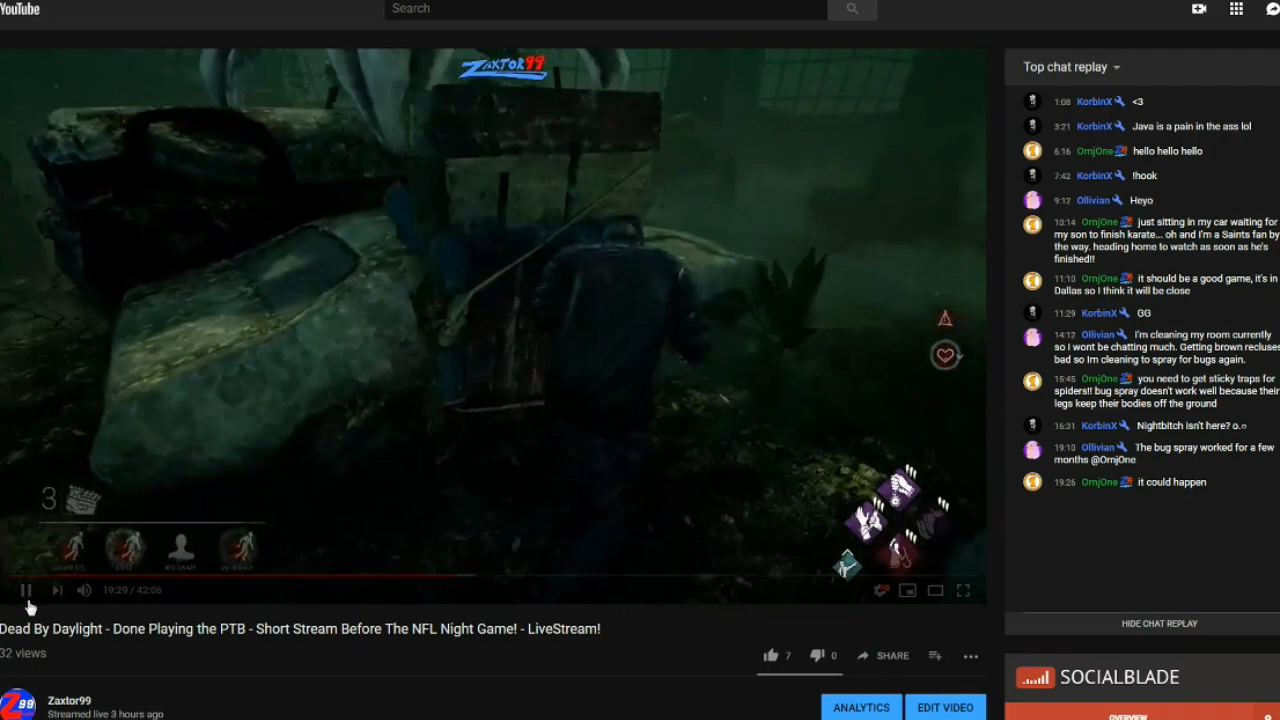 YouTube
Search
ZAXTOR99
Top chat replay
1:08 KorbinX <3
3:21 KorbinX Java is a pain in the ass lol
6:16 OrnjOne hello hello hello
7:42 KorbinX !hook
9:12 Ollivian Heyo
10:14 OrnjOne just sitting in my car waiting for
my son to finish karate... oh and I'm a Saints fan by
the way. heading home to watch as soon as he's
finished!!
11:10 OrnjOne it should be a good game, it's in
Dallas so I think it will be close
11:29 KorbinX GG
14:12 Ollivian I'm cleaning my room currently
so I wont be chatting much. Getting brown recluses
bad so Im cleaning to spray for bugs again.
15:45 OrnjOne you need to get sticky traps for
spiders!! bug spray doesn't work well because their
legs keep their bodies off the ground
16:31 KorbinX Nightbitch isn't here? o.o
19:10 Ollivian The bug spray worked for a few
months @OrnjOne
19:26 OrnjOne it could happen
3
19:29 / 42:06
HIDE CHAT REPLAY
Dead By Daylight - Done Playing the PTB - Short Stream Before The NFL Night Game! - LiveStream!
32 views
7
0
SHARE
SOCIALBLADE
OVERVIEW
Z99
Zaxtor99
Streamed live 3 hours ago
ANALYTICS
EDIT VIDEO